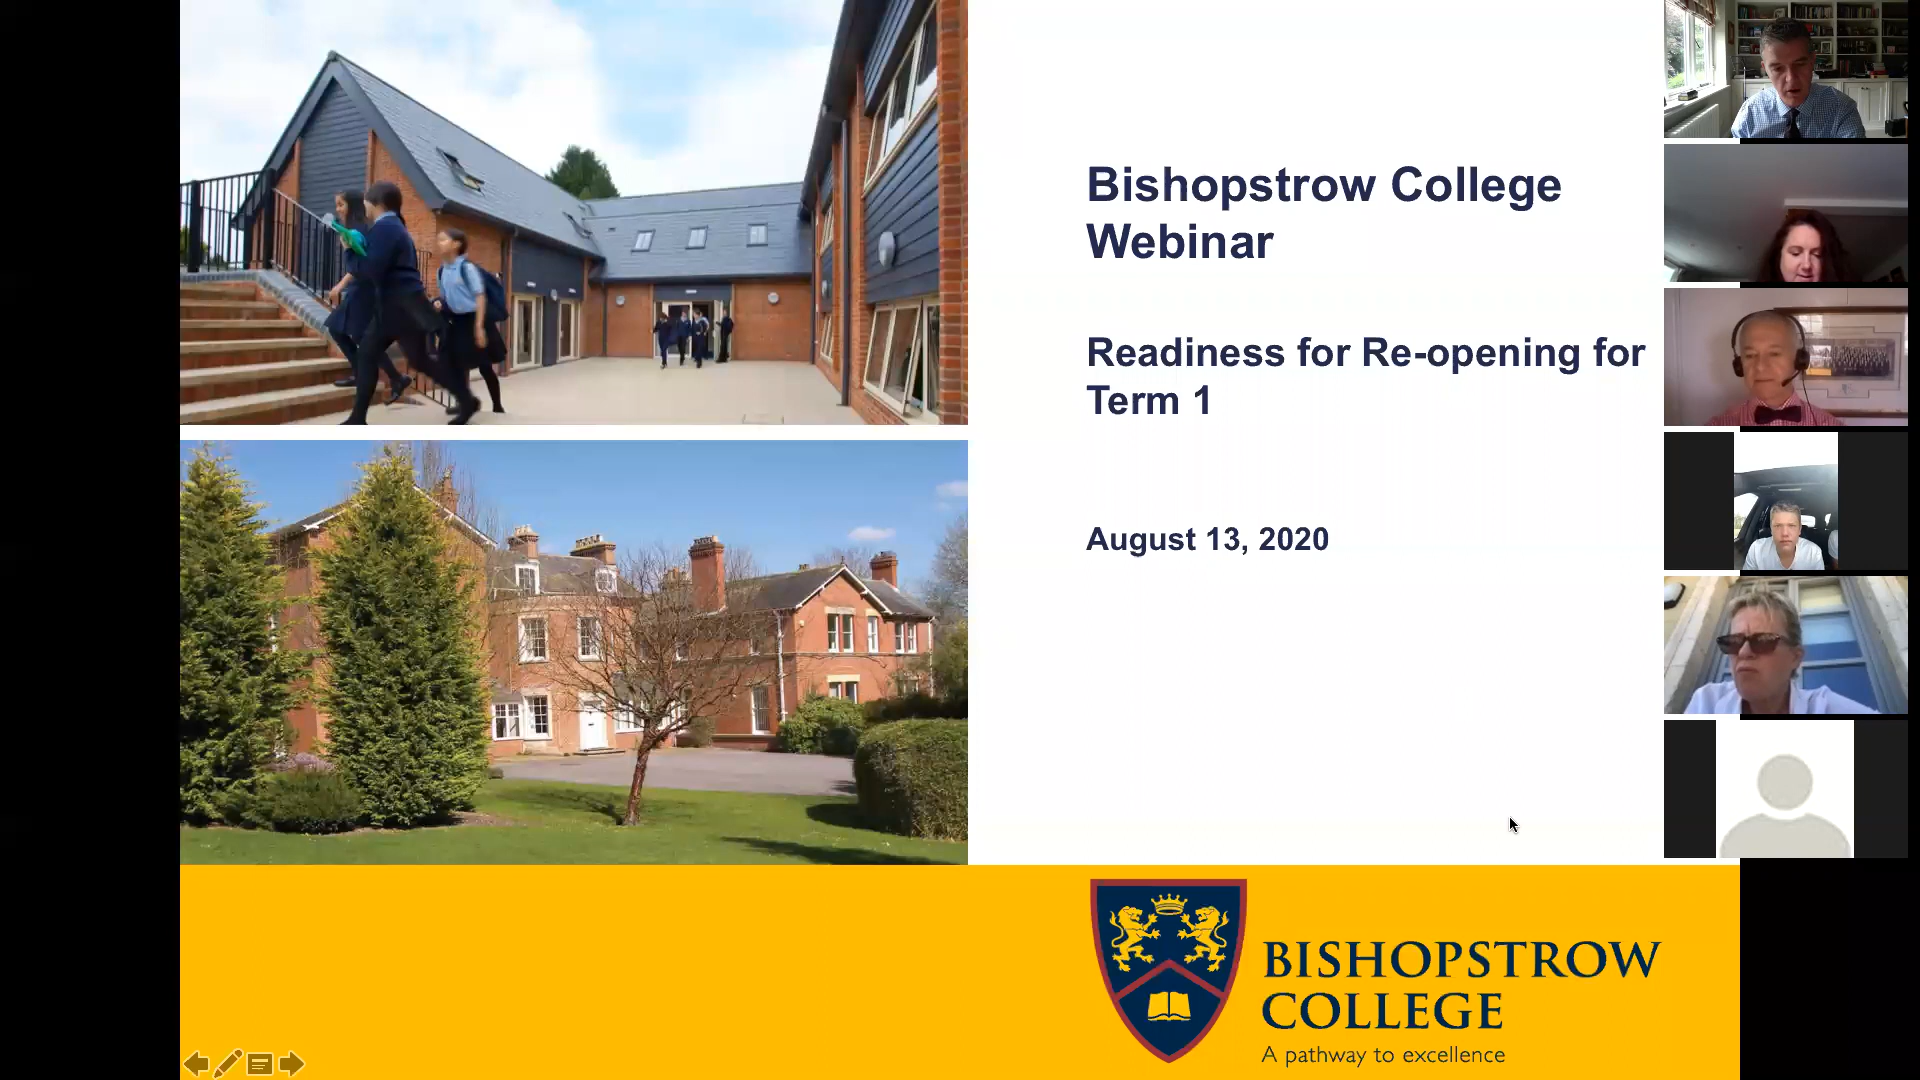 Bishopstrow College
Webinar
Readiness for Re-opening for
Term 1
August 13, 2020
BISHOPSTROW
COLLEGE
A pathway to excellence